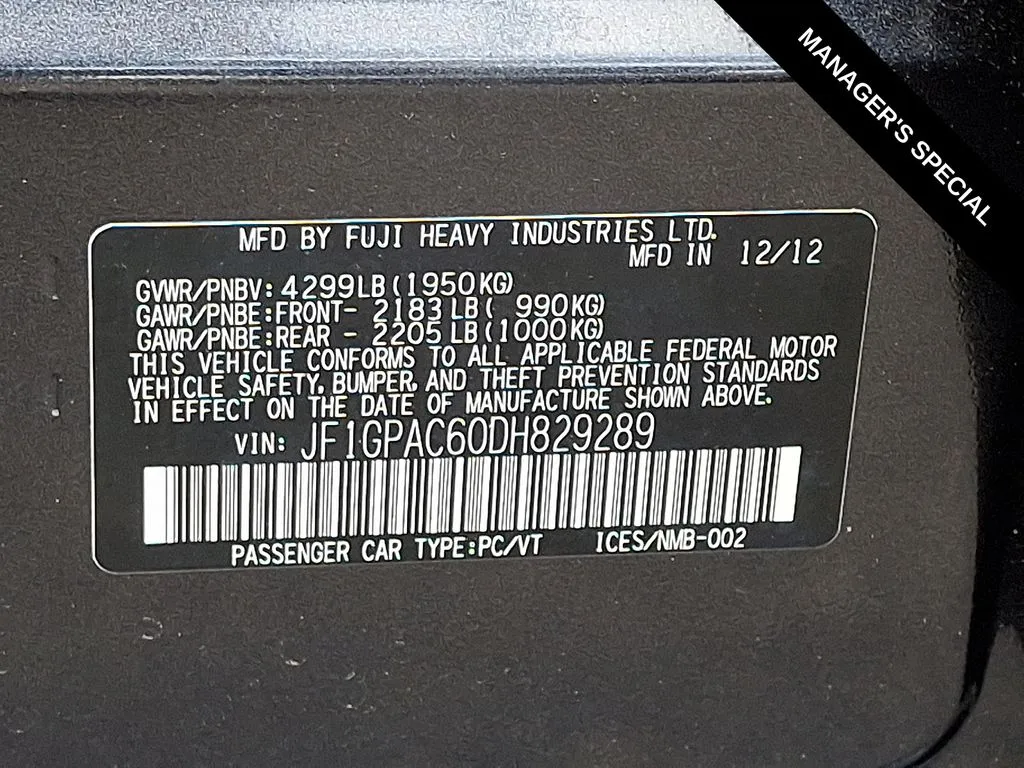 MANAGER'S SPECIAL
MFD BY FUJI HEAVY INDUSTRIES LTD.
MFD IN 12/12
GVWR/PNBV: 4299LB(1950KG)
GAWR/PNBE:FRONT- 2183LB( 990KG)
GAWR/PNBE:REAR - 2205LB(1000KG)
THIS VEHICLE CONFORMS TO ALL APPLICABLE FEDERAL MOTOR
VEHICLE SAFETY, BUMPER, AND THEFT PREVENTION STANDARDS
IN EFFECT ON THE DATE OF MANUFACTURE SHOWN ABOVE.
VIN: JF1GPAC60DH829289
PASSENGER CAR TYPE:PC/VT ICES/NMB-002